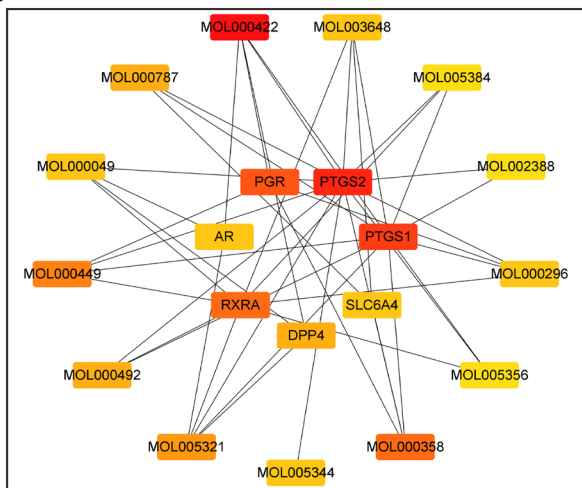 MOL000422
MOL003648
MOL000787
MOL005384
MOL000049
PGR
PTGS2
MOL002388
AR
PTGS1
MOL000449
MOL000296
RXRA
SLC6A4
DPP4
MOL000492
MOL005356
MOL005321
MOL000358
MOL005344